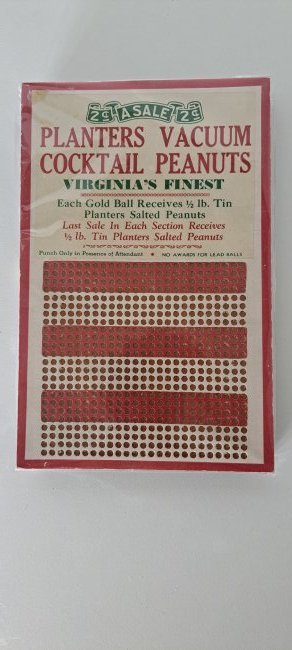 2¢ A SALE 2¢
PLANTERS VACUUM
COCKTAIL PEANUTS
VIRGINIA'S FINEST
Each Gold Ball Receives ½ lb. Tin
Planters Salted Peanuts
Last Sale In Each Section Receives
½ lb. Tin Planters Salted Peanuts
Punch Only in Presence of Attendant ★ NO AWARDS FOR LEAD BALLS